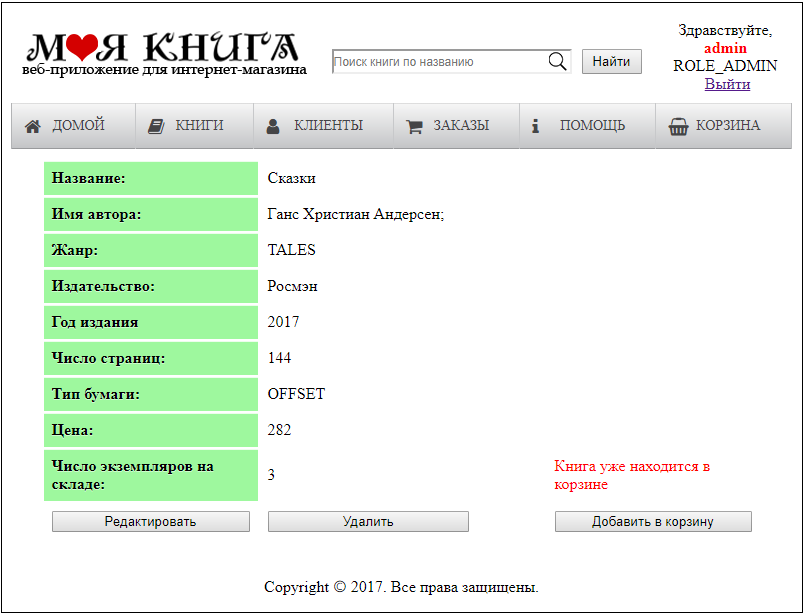 МОЯ КНИГА
веб-приложение для интернет-магазина
Поиск книги по названию
Найти
Здравствуйте,
admin
ROLE_ADMIN
Выйти
ДОМОЙ КНИГИ КЛИЕНТЫ ЗАКАЗЫ ПОМОЩЬ КОРЗИНА
Название: Сказки
Имя автора: Ганс Христиан Андерсен;
Жанр: TALES
Издательство: Росмэн
Год издания 2017
Число страниц: 144
Тип бумаги: OFFSET
Цена: 282
Число экземпляров на
складе:
3
Книга уже находится в
корзине
Редактировать Удалить Добавить в корзину
Copyright © 2017. Все права защищены.